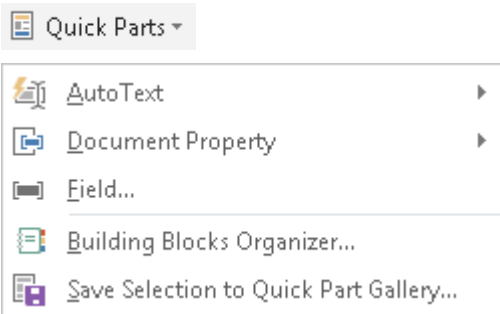 Quick Parts
AutoText
Document Property
Field...
Building Blocks Organizer...
Save Selection to Quick Part Gallery...